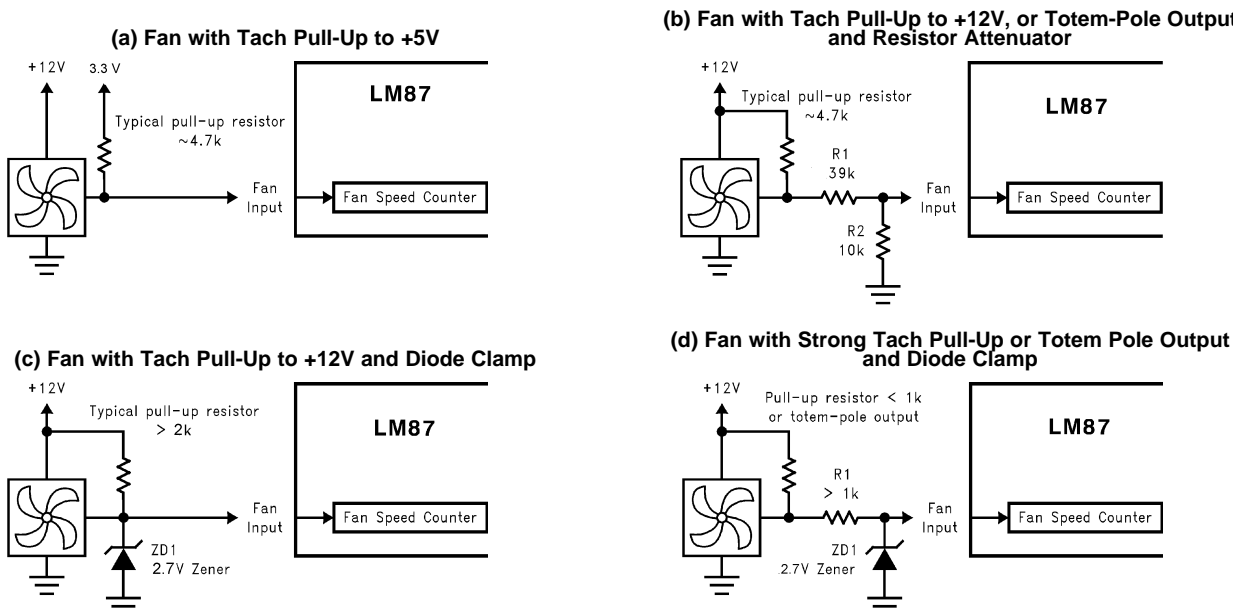 (a) Fan with Tach Pull-Up to +5V
+12V
3.3 V
Typical pull-up resistor
~4.7k
LM87
Fan
Input
Fan Speed Counter
(b) Fan with Tach Pull-Up to +12V, or Totem-Pole Output
and Resistor Attenuator
+12V
Typical pull-up resistor
~4.7k
R1
39k
R2
10k
LM87
Fan
Input
Fan Speed Counter
(c) Fan with Tach Pull-Up to +12V and Diode Clamp
+12V
Typical pull-up resistor
> 2k
ZD1
2.7V Zener
LM87
Fan
Input
Fan Speed Counter
(d) Fan with Strong Tach Pull-Up or Totem Pole Output
and Diode Clamp
+12V
Pull-up resistor < 1k
or totem-pole output
R1
> 1k
ZD1
2.7V Zener
LM87
Fan
Input
Fan Speed Counter